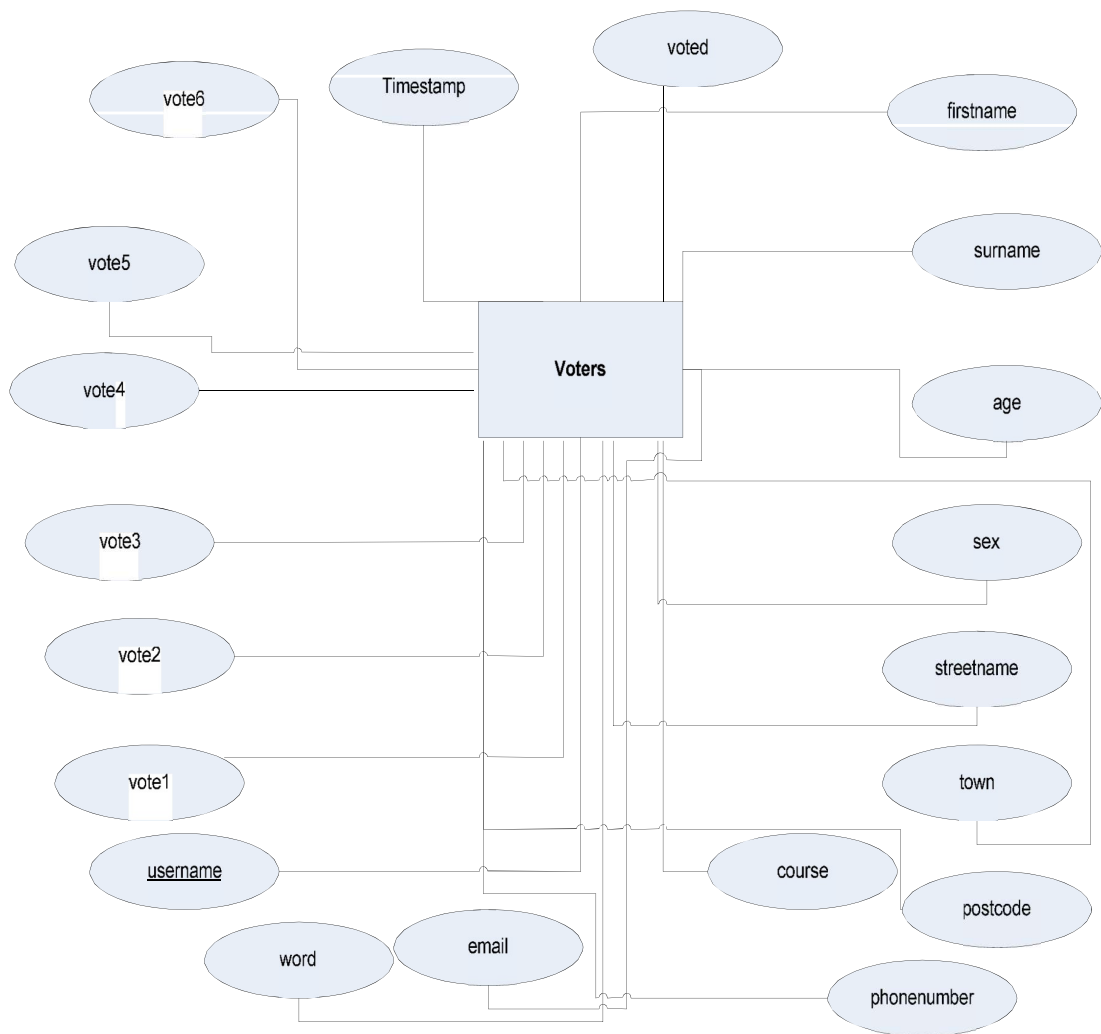 voted
Timestamp
vote6
firstname
vote5
surname
Voters
vote4
age
vote3
sex
vote2
streetname
vote1
town
username
course
postcode
word
email
phonenumber